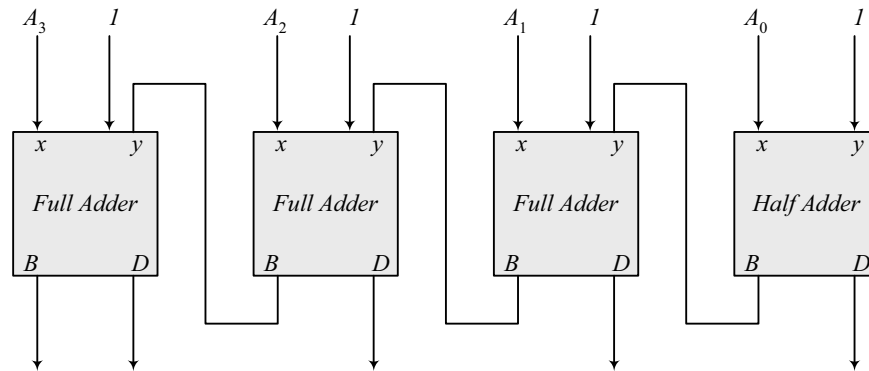 A3 1 A2 1 A1 1 A0 1
x y x y x y x y
Full Adder Full Adder Full Adder Half Adder
B D B D B D B D